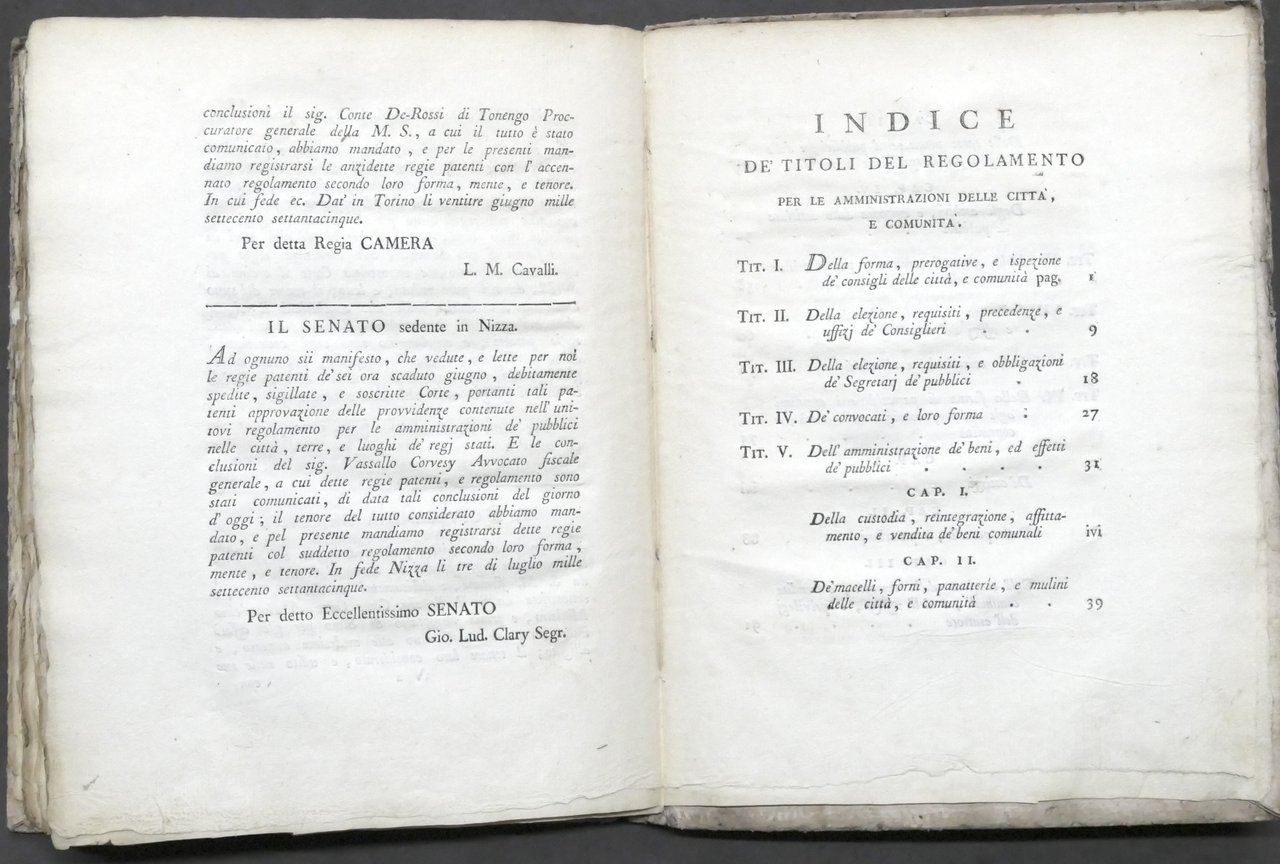 conclusioni il sig. Conte De-Rossi di Tonengo Proc-
curatore generale della M. S., a cui il tutto è stato
comunicato, abbiamo mandato, e per le presenti man-
diamo registrarsi le anzidette regie patenti con l'accen-
nato regolamento secondo loro forma, mente, e tenore.
In cui fede ec. Dat' in Torino li ventitre giugno mille
settecento settantacinque.
Per detta Regia CAMERA
L. M. Cavalli.
IL SENATO sedente in Nizza.
Ad ognuno sii manifesto, che vedute, e lette per noi
le regie patenti de' sei ora scaduto giugno, debitamente
spedite, sigillate, e soscritte Corte, portanti tali pa-
tenti approvazione delle provvidenze contenute nell' uni-
tovi regolamento per le amministrazioni de' pubblici
nelle città, terre, e luoghi de' regj stati. E le con-
clusioni del sig. Vassallo Corvesy Avvocato fiscale
generale, a cui dette regie patenti, e regolamento sono
stati comunicati, di data tali conclusioni del giorno
d' oggi; il tenore del tutto considerato abbiamo man-
dato, e pel presente mandiamo registrarsi dette regie
patenti col suddetto regolamento secondo loro forma,
mente, e tenore. In fede Nizza li tre di luglio mille
settecento settantacinque.
Per detto Eccellentissimo SENATO
Gio. Lud. Clary Segr.
INDICE
DE' TITOLI DEL REGOLAMENTO
PER LE AMMINISTRAZIONI DELLE CITTA',
E COMUNITA'.
TIT. I. Della forma, prerogative, e ispezione
de' consigli delle città, e comunità pag. 1
TIT. II. Della elezione, requisiti, precedenze, e
uffizj de' Consiglieri . . 9
TIT. III. Della elezione, requisiti, e obbligazioni
de' Segretarj de' pubblici . 18
TIT. IV. De' convocati, e loro forma : 27
TIT. V. Dell' amministrazione de' beni, ed effetti
de' pubblici . . . . 31
CAP. I.
Della custodia, reintegrazione, affitta-
mento, e vendita de' beni comunali ivi
CAP. II.
De' macelli, forni, panatterie, e mulini
delle città, e comunità . . 39